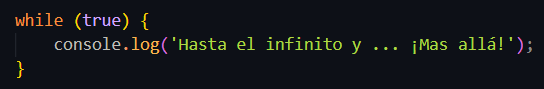 while (true) {
    console.log('Hasta el infinito y ... ¡Mas allá!');
}